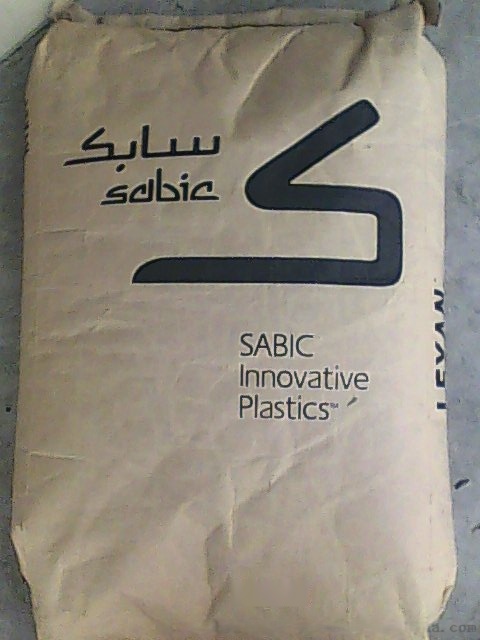 سابك
sabic
SABIC
Innovative
Plastics™
LEXAN